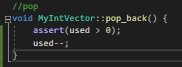 //pop
void MyIntVector::pop_back() {
assert(used > 0);
used--;
}